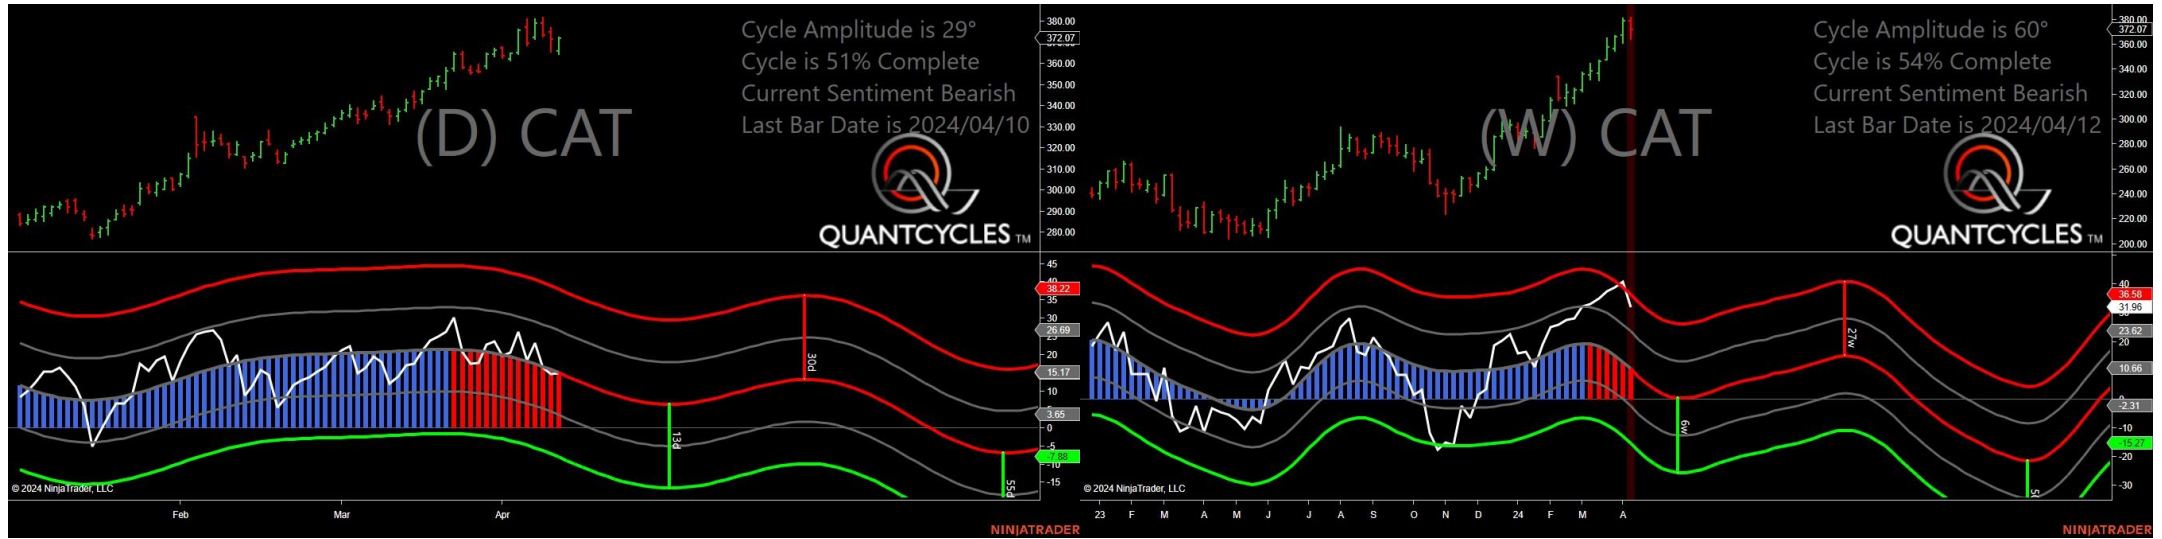 Cycle Amplitude is 29°
Cycle is 51% Complete
Current Sentiment Bearish
Last Bar Date is 2024/04/10
(D) CAT
QUANTCYCLES TM
380.00
372.07
360.00
350.00
340.00
330.00
320.00
310.00
300.00
290.00
280.00
45
38.22
35
30
26.69
25
20
15.17
10
5
3.65
0
-5
-7.88
-10
-15
30d
13d
55d
© 2024 NinjaTrader, LLC
Feb Mar Apr
NINJATRADER
Cycle Amplitude is 60°
Cycle is 54% Complete
Current Sentiment Bearish
Last Bar Date is 2024/04/12
(W) CAT
QUANTCYCLES TM
380.00
372.07
360.00
340.00
320.00
300.00
280.00
260.00
240.00
220.00
200.00
40
36.58
31.96
23.62
20
10.66
-2.31
-10
-15.27
-20
-30
27w
6w
© 2024 NinjaTrader, LLC
23 F M A M J J A S O N D 24 F M A
NINJATRADER